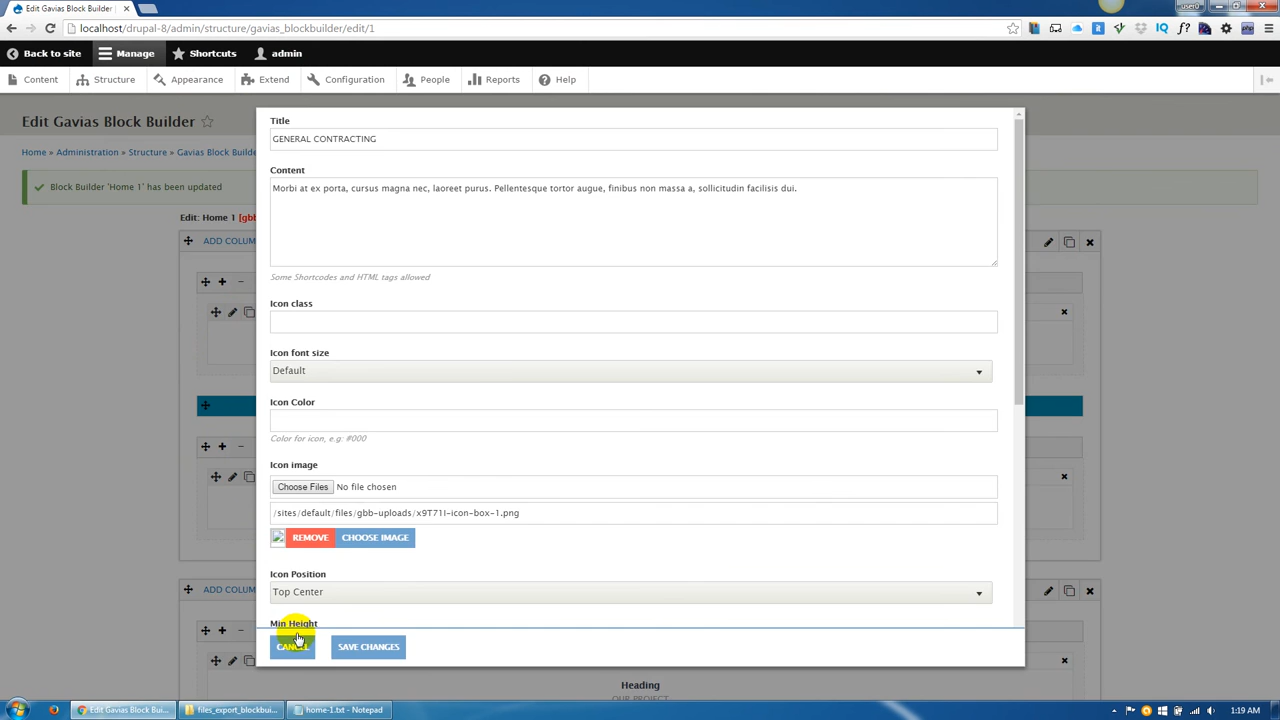 Edit Gavias Block Builder
user0
localhost/drupal-8/admin/structure/gavias_blockbuilder/edit/1
Back to site Manage Shortcuts admin
Content Structure Appearance Extend Configuration People Reports Help
Edit Gavias Block Builder
Home » Administration » Structure » Gavias Block Builde
Block Builder 'Home 1' has been updated
Edit: Home 1 [gb
ADD COLUM
Title
GENERAL CONTRACTING
Content
Morbi at ex porta, cursus magna nec, laoreet purus. Pellentesque tortor augue, finibus non massa a, sollicitudin facilisis dui.
Some Shortcodes and HTML tags allowed
Icon class
Icon font size
Default
Icon Color
Color for icon, e.g: #000
Icon image
Choose Files No file chosen
/sites/default/files/gbb-uploads/x9T71l-icon-box-1.png
REMOVE CHOOSE IMAGE
Icon Position
Top Center
ADD COLUM
Min Height
CANCEL SAVE CHANGES
Heading
OUR PROJECT
Edit Gavias Block Bui... files_export_blockbui... home-1.txt - Notepad 1:19 AM